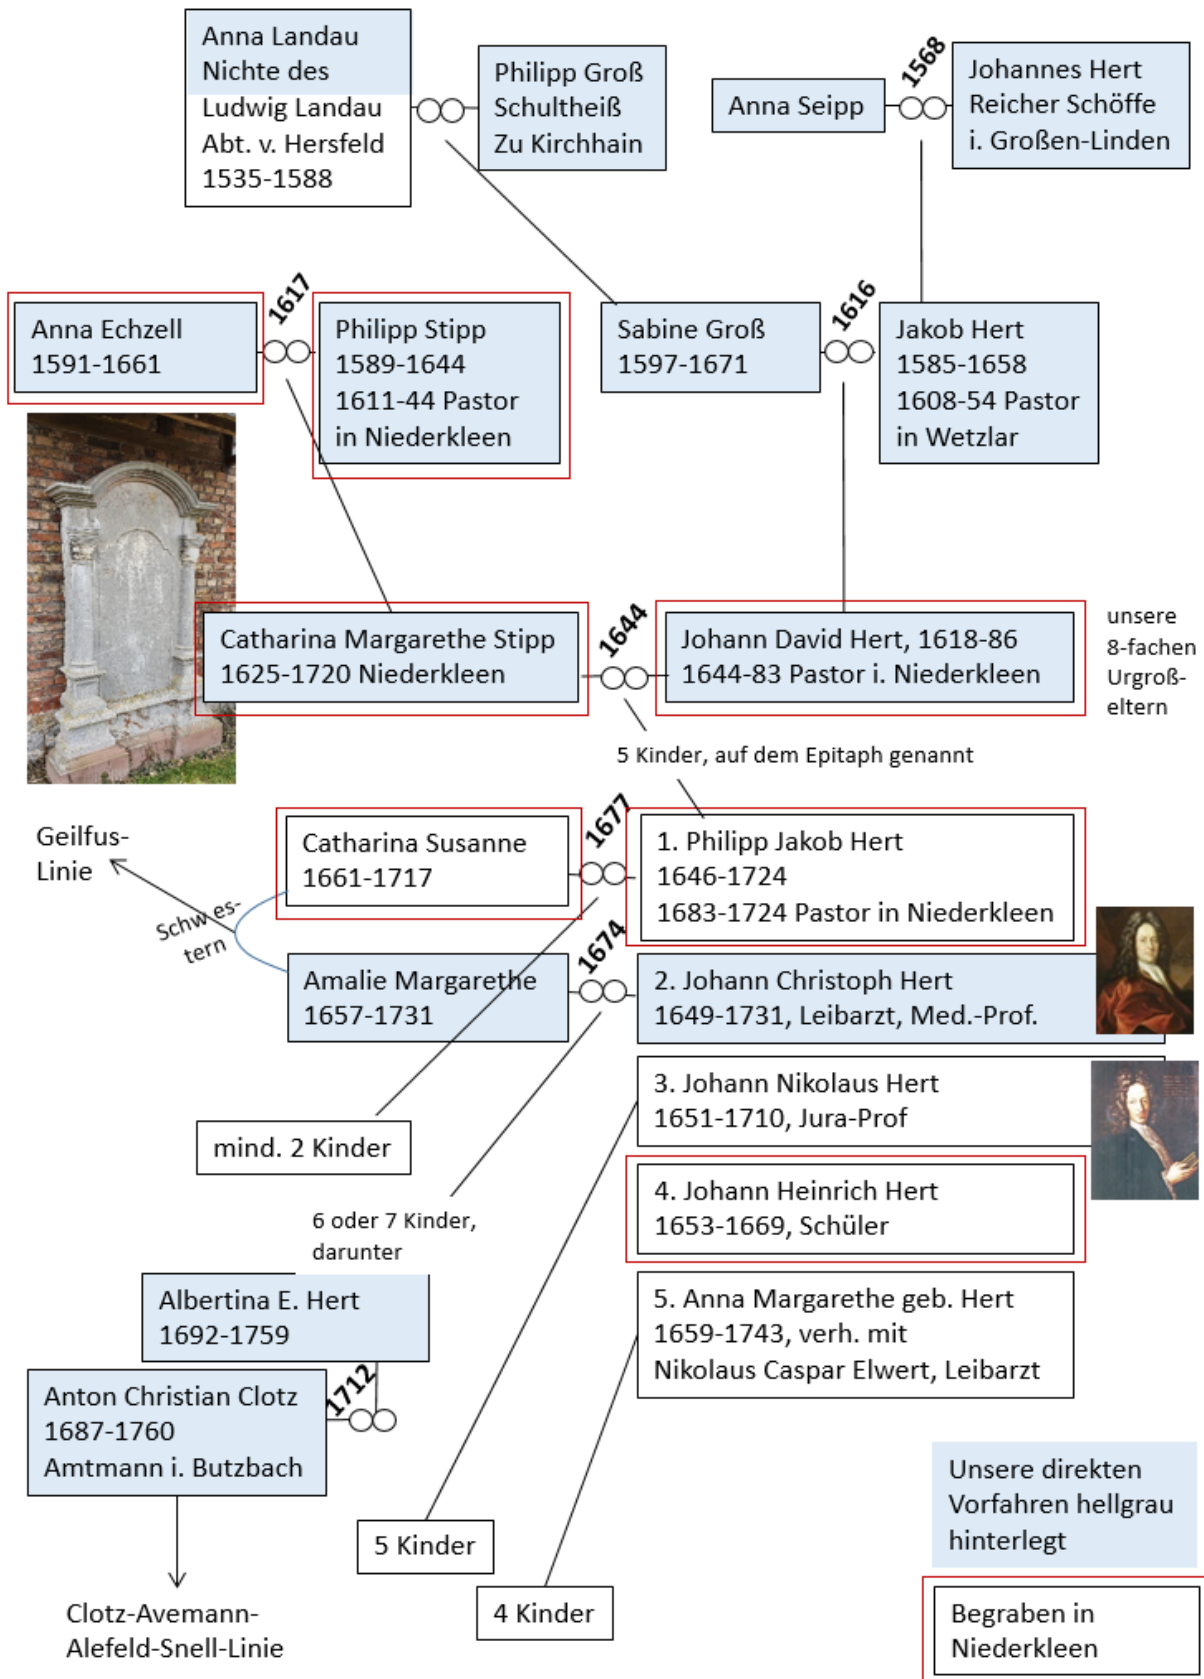 Anna Landau
Nichte des
Ludwig Landau
Abt. v. Hersfeld
1535-1588
Philipp Groß
Schultheiß
Zu Kirchhain
Anna Seipp
1568
Johannes Hert
Reicher Schöffe
i. Großen-Linden
Anna Echzell
1591-1661
1617
Philipp Stipp
1589-1644
1611-44 Pastor
in Niederkleen
Sabine Groß
1597-1671
1616
Jakob Hert
1585-1658
1608-54 Pastor
in Wetzlar
Catharina Margarethe Stipp
1625-1720 Niederkleen
1644
Johann David Hert, 1618-86
1644-83 Pastor i. Niederkleen
unsere
8-fachen
Urgroß-
eltern
5 Kinder, auf dem Epitaph genannt
Geilfus-
Linie
Schwes-
tern
Catharina Susanne
1661-1717
1677
1. Philipp Jakob Hert
1646-1724
1683-1724 Pastor in Niederkleen
Amalie Margarethe
1657-1731
1674
2. Johann Christoph Hert
1649-1731, Leibarzt, Med.-Prof.
3. Johann Nikolaus Hert
1651-1710, Jura-Prof
mind. 2 Kinder
4. Johann Heinrich Hert
1653-1669, Schüler
6 oder 7 Kinder,
darunter
5. Anna Margarethe geb. Hert
1659-1743, verh. mit
Nikolaus Caspar Elwert, Leibarzt
Albertina E. Hert
1692-1759
Anton Christian Clotz
1687-1760
Amtmann i. Butzbach
1712
5 Kinder
4 Kinder
Clotz-Avemann-
Alefeld-Snell-Linie
Unsere direkten
Vorfahren hellgrau
hinterlegt
Begraben in
Niederkleen